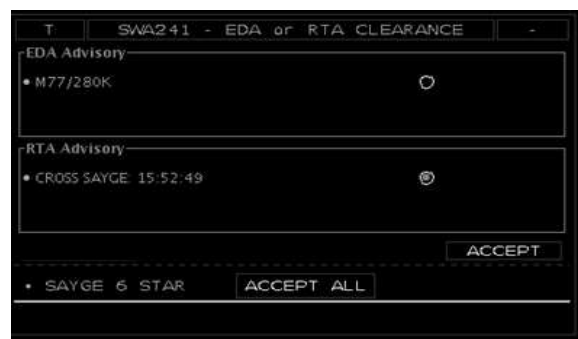 T SWA241 - EDA or RTA CLEARANCE -
EDA Advisory
• M77/280K
RTA Advisory
• CROSS SAYGE: 15:52:49
ACCEPT
• SAYGE 6 STAR ACCEPT ALL